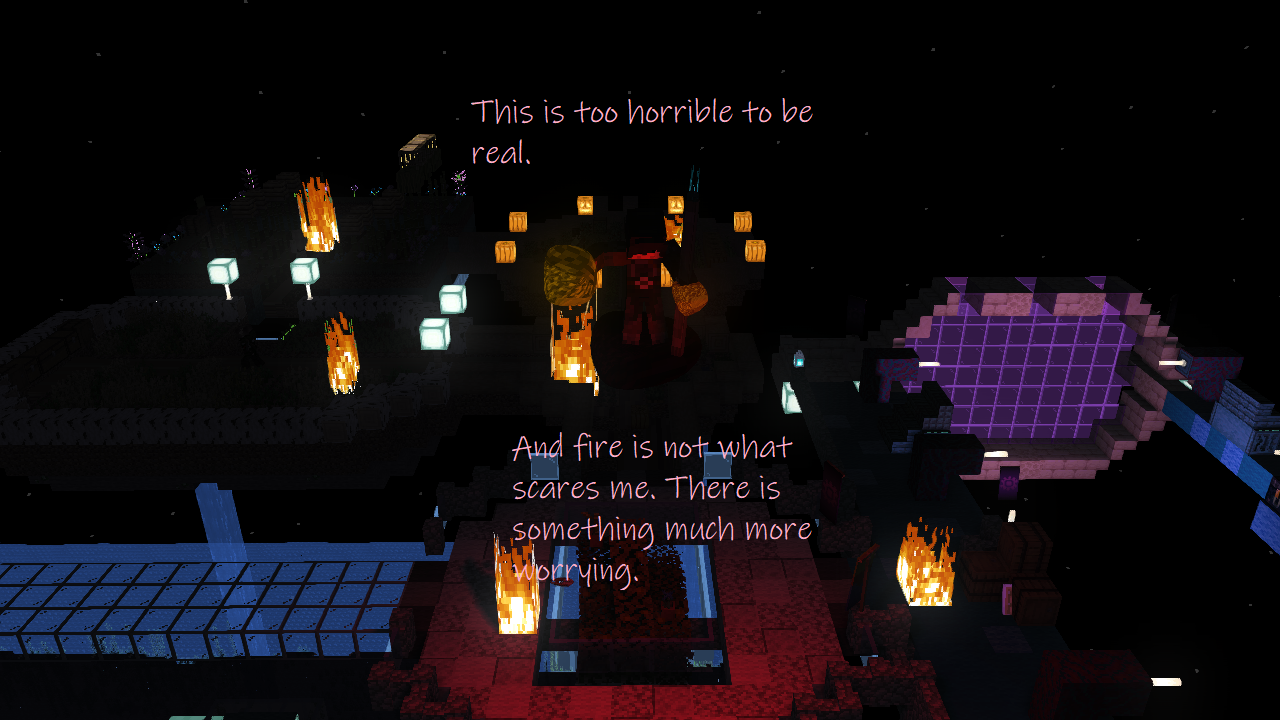 This is too horrible to be
real.
And fire is not what
scares me. There is
something much more
worrying.